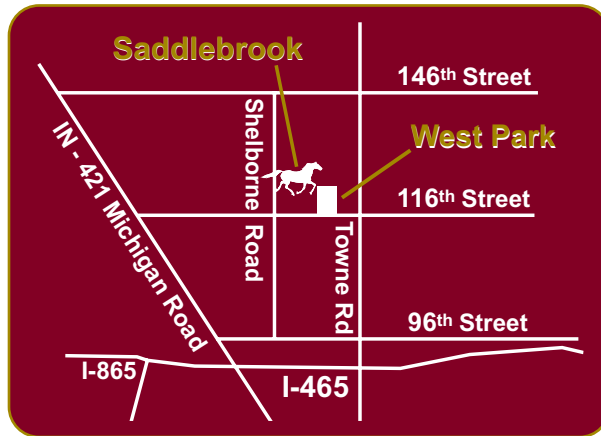 Saddlebrook
146th Street
Shelborne Road
IN - 421 Michigan Road
West Park
116th Street
Towne Rd
96th Street
I-865
I-465